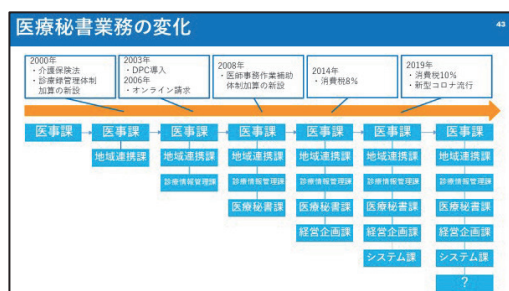 医療秘書業務の変化
43
2000年
・介護保険法
・診療録管理体制
加算の新設
2003年
・DPC導入
2006年
・オンライン請求
2008年
・医師事務作業補助
体制加算の新設
2014年
・消費税8%
2019年
・消費税10%
・新型コロナ流行
医事課
医事課
医事課
医事課
医事課
医事課
医事課
地域連携課
地域連携課
地域連携課
地域連携課
地域連携課
地域連携課
診療情報管理課
診療情報管理課
診療情報管理課
診療情報管理課
診療情報管理課
医療秘書課
医療秘書課
医療秘書課
医療秘書課
経営企画課
経営企画課
経営企画課
システム課
システム課
?